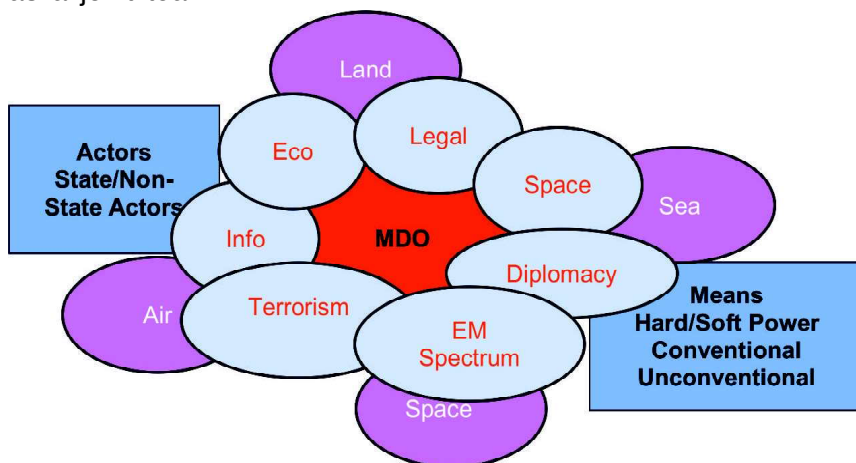 Land
Eco
Legal
Actors
State/Non-
State Actors
Space
Sea
Info
MDO
Diplomacy
Air
Terrorism
Means
Hard/Soft Power
Conventional
Unconventional
EM
Spectrum
Space